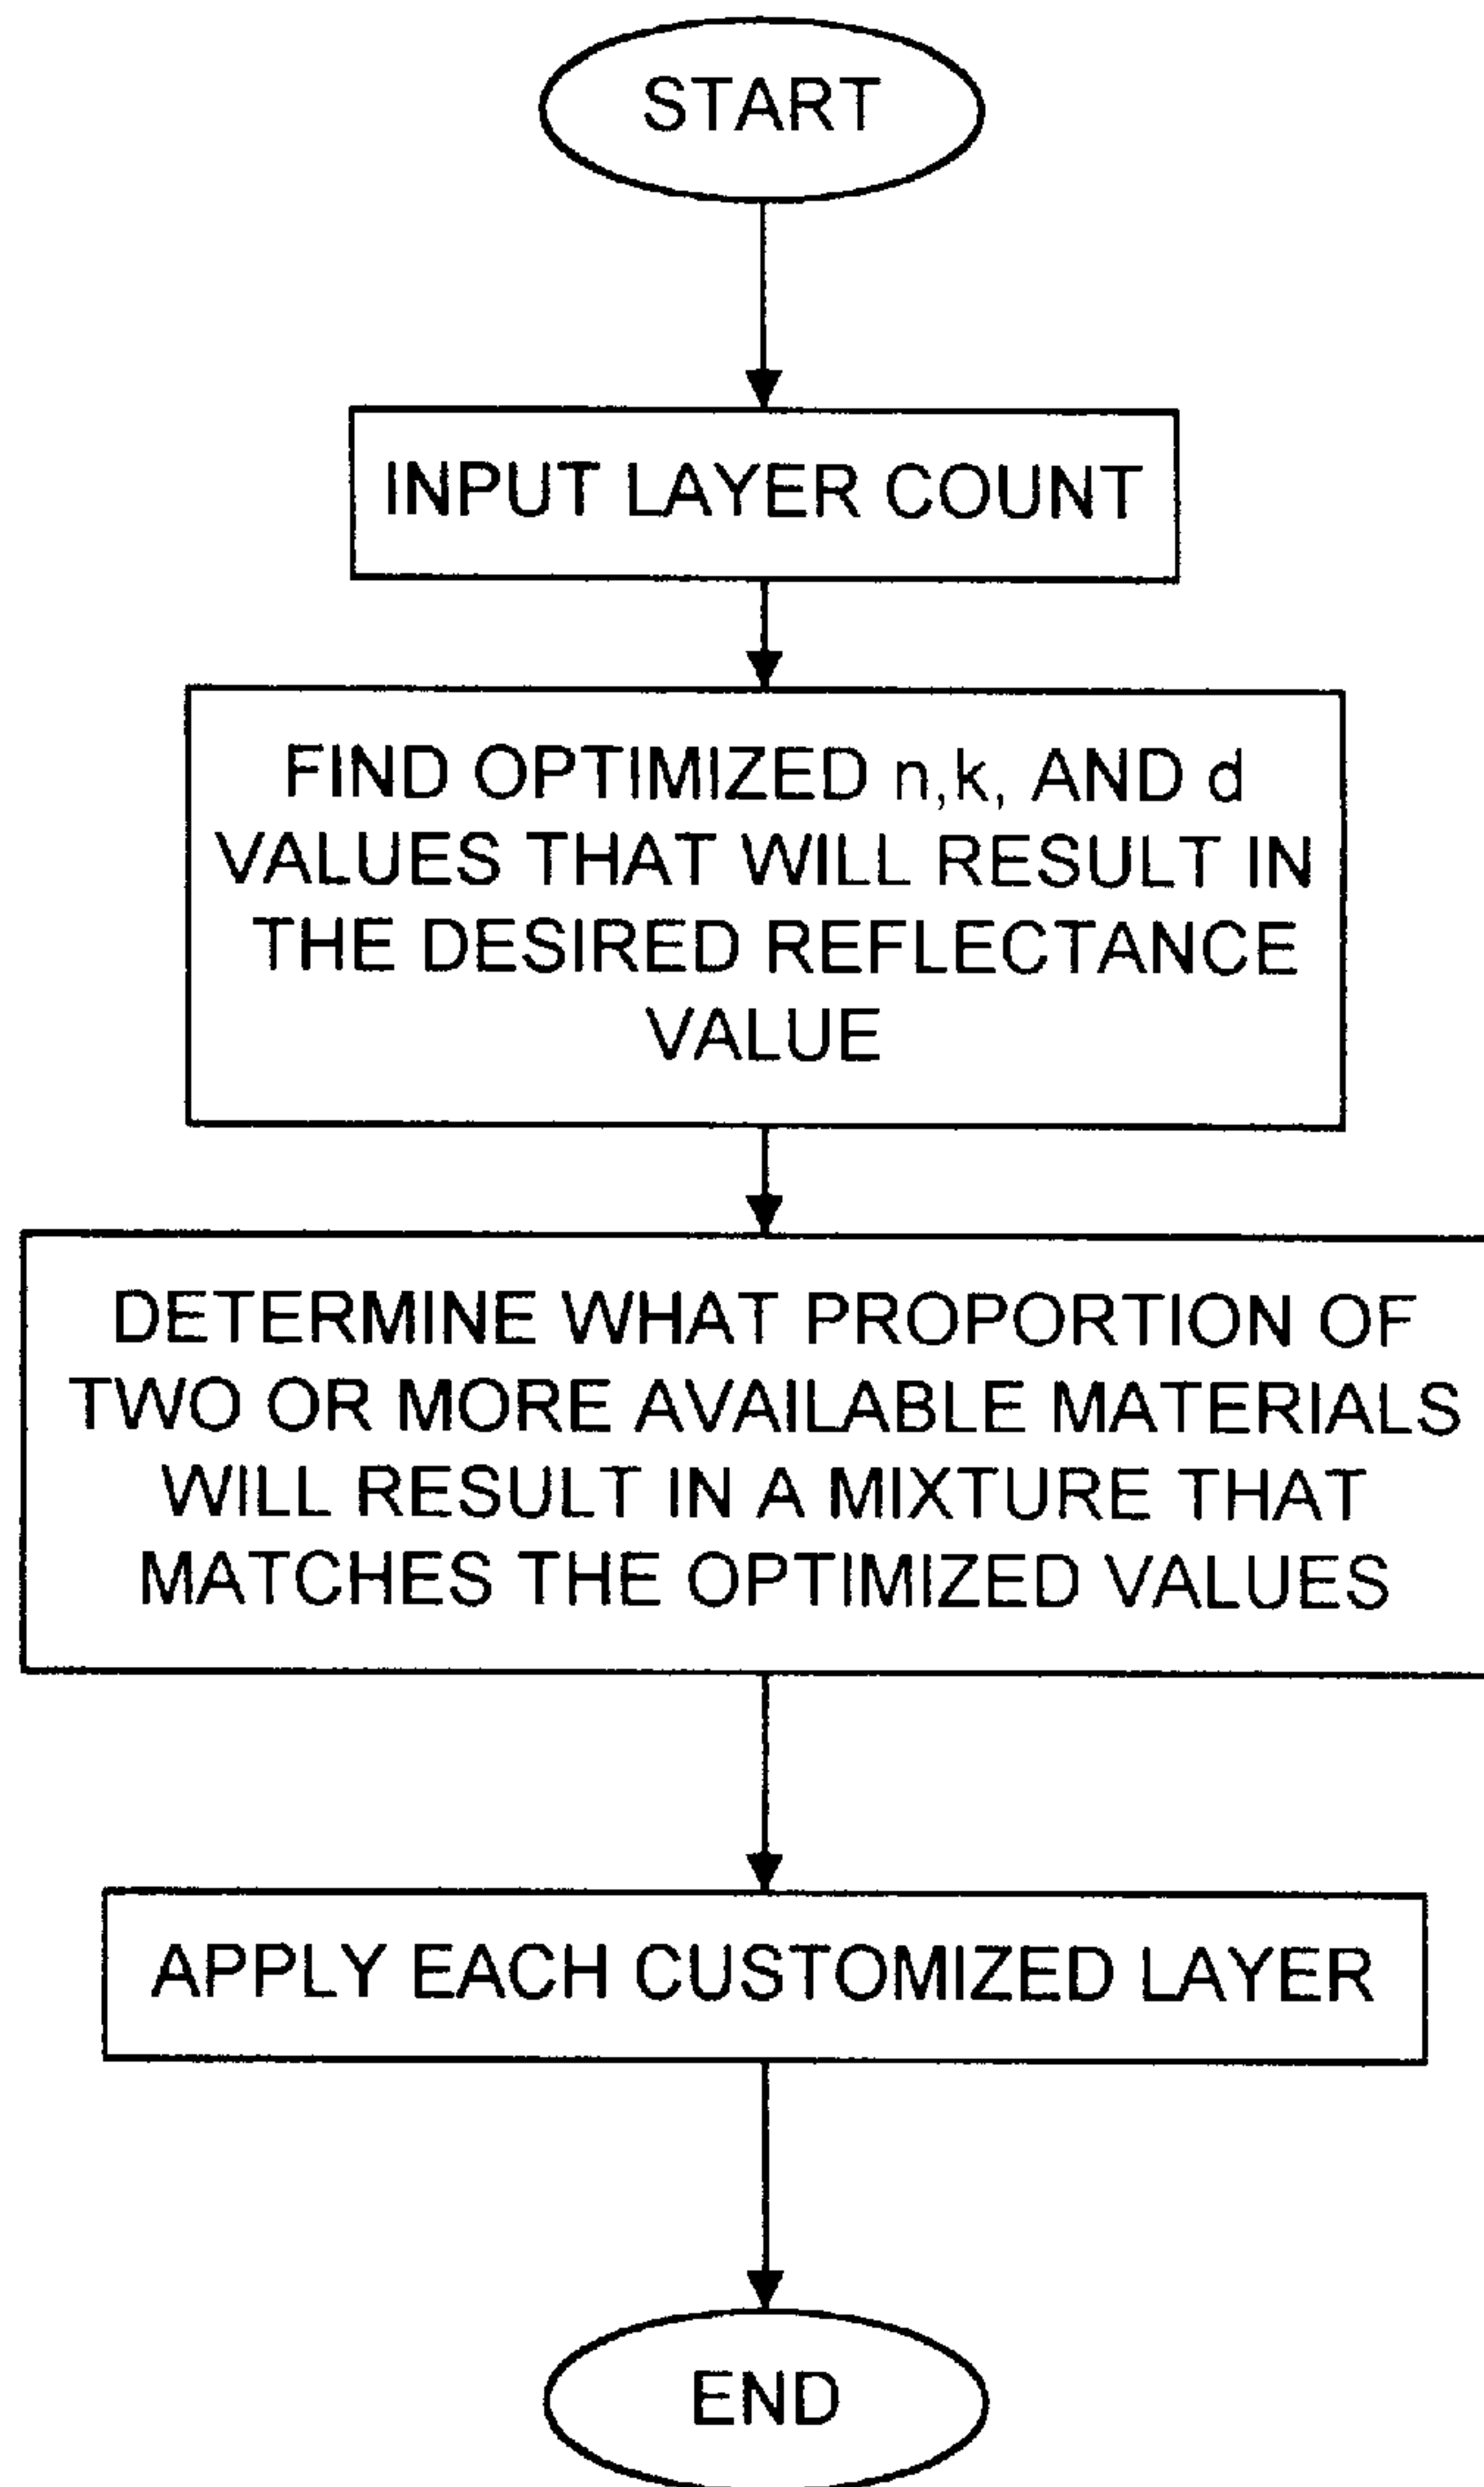 START
INPUT LAYER COUNT
FIND OPTIMIZED n,k, AND d
VALUES THAT WILL RESULT IN
THE DESIRED REFLECTANCE
VALUE
DETERMINE WHAT PROPORTION OF
TWO OR MORE AVAILABLE MATERIALS
WILL RESULT IN A MIXTURE THAT
MATCHES THE OPTIMIZED VALUES
APPLY EACH CUSTOMIZED LAYER
END